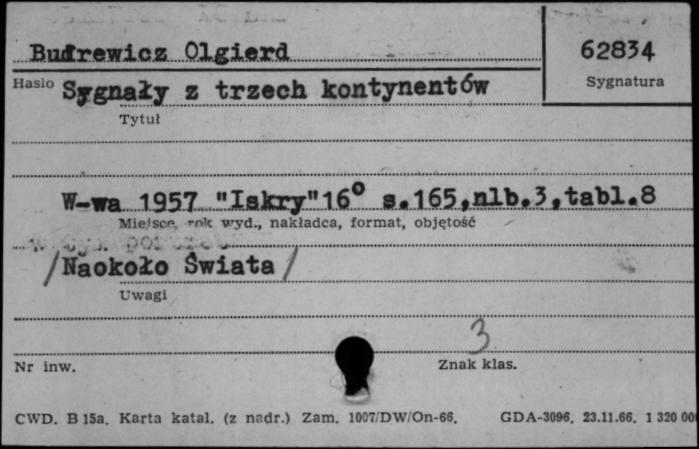 Budrewicz Olgierd
62834
Hasło
Sygnały z trzech kontynentów
Sygnatura
Tytuł
W-wa 1957 "Iskry" 16° s.165,nlb.3,tabl.8
Miejsce, rok wyd., nakładca, format, objętość
/Naokoło Świata/
Uwagi
3
Nr inw.
Znak klas.
CWD. B 15a. Karta katal. (z nadr.) Zam. 1007/DW/On-66. GDA-3096. 23.11.66. 1 320 00